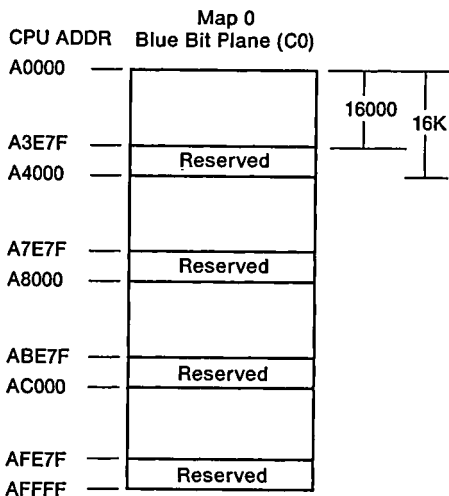 Map 0
CPU ADDR Blue Bit Plane (C0)
A0000
16000
16K
A3E7F
Reserved
A4000
A7E7F
Reserved
A8000
ABE7F
Reserved
AC000
AFE7F
Reserved
AFFFF